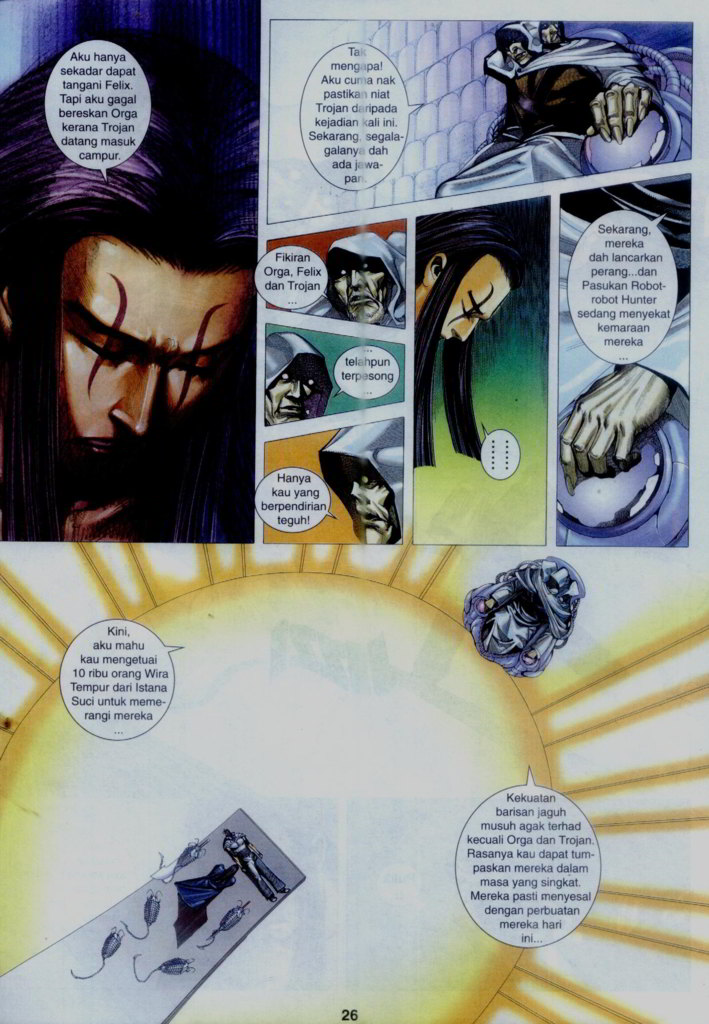 Aku hanya
sekadar dapat
tangani Felix.
Tapi aku gagal
bereskan Orga
kerana Trojan
datang masuk
campur.
Tak
mengapa!
Aku cuma nak
pastikan niat
Trojan daripada
kejadian kali ini.
Sekarang, segala-
galanya dah
ada jawa-
pan.
Fikiran
Orga, Felix
dan Trojan
...
...
telahpun
terpesong
...
Hanya
kau yang
berpendirian
teguh!
Sekarang,
mereka
dah lancarkan
perang...dan
Pasukan Robot-
robot Hunter
sedang menyekat
kemaraan
mereka
...
Kini,
aku mahu
kau mengetuai
10 ribu orang Wira
Tempur dari Istana
Suci untuk meme-
rangi mereka
...
Kekuatan
barisan jaguh
musuh agak terhad
kecuali Orga dan Trojan.
Rasanya kau dapat tum-
paskan mereka dalam
masa yang singkat.
Mereka pasti menyesal
dengan perbuatan
mereka hari
ini...
26